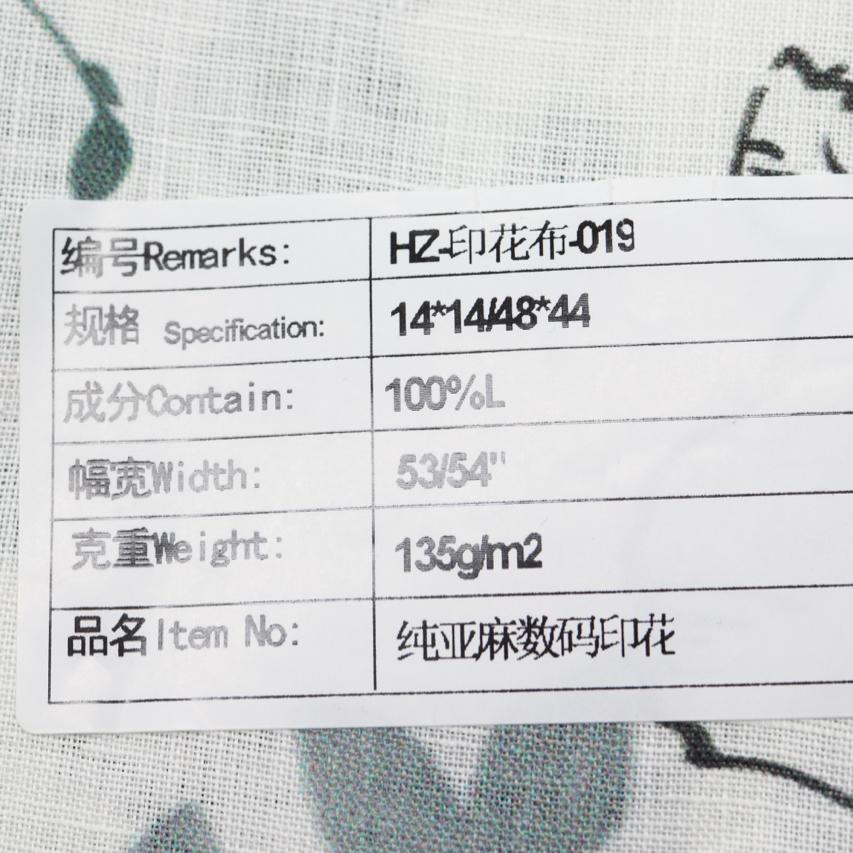 编号Remarks: HZ-印花布-019
规格 Specification: 14*14/48*44
成分Contain: 100%L
幅宽Width: 53/54"
克重Weight: 135g/m2
品名Item No: 纯亚麻数码印花